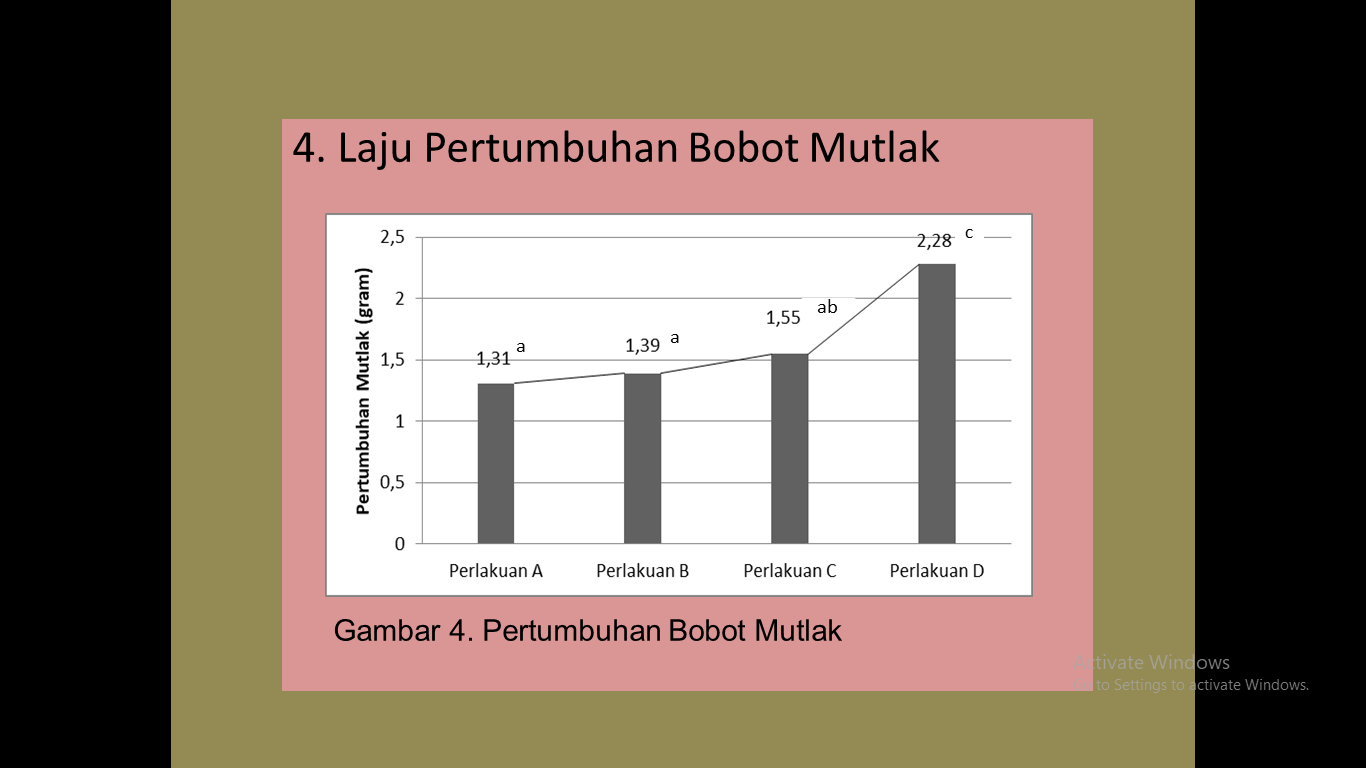 4. Laju Pertumbuhan Bobot Mutlak
Pertumbuhan Mutlak (gram)
2,5
2
1,5
1
0,5
0
1,31 a
1,39 a
1,55 ab
2,28 c
Perlakuan A
Perlakuan B
Perlakuan C
Perlakuan D
Gambar 4. Pertumbuhan Bobot Mutlak
Activate Windows
to Settings to activate Windows.